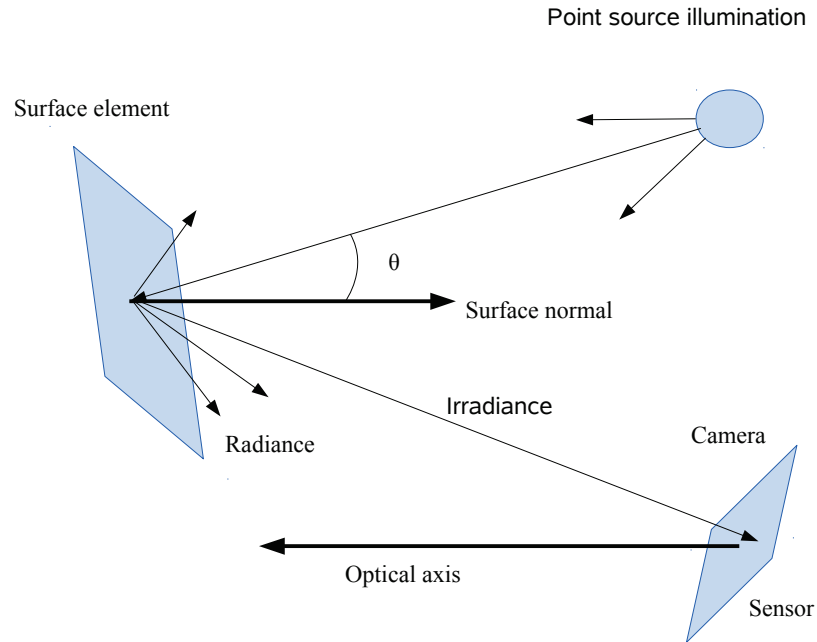 Point source illumination
Surface element
θ
Surface normal
Irradiance
Radiance
Camera
Optical axis
Sensor